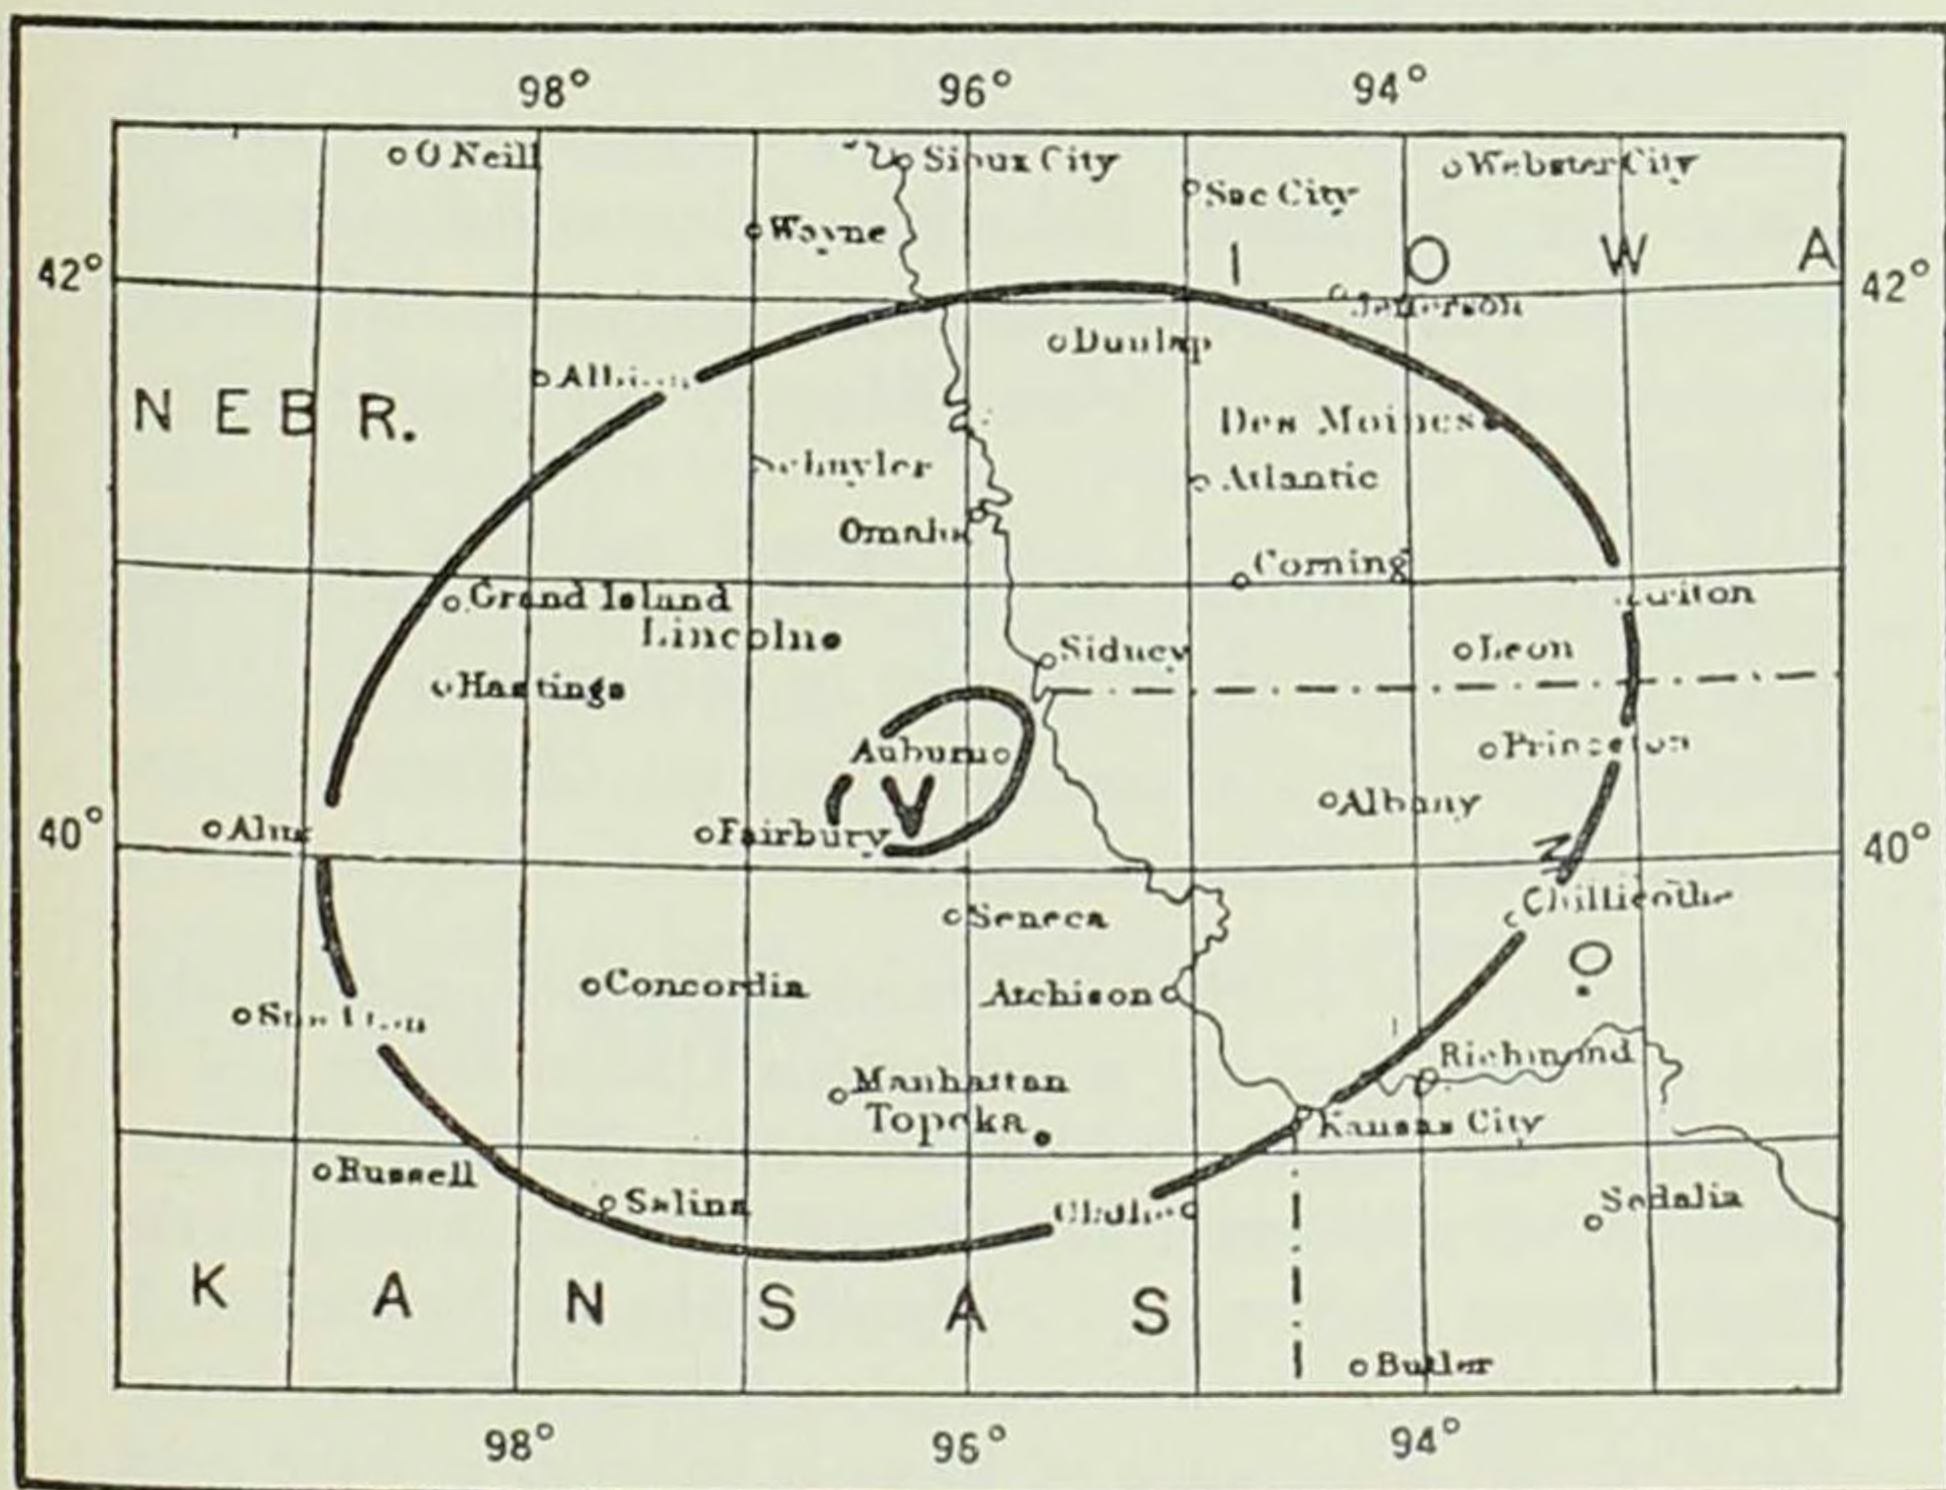 98° 96° 94°
O Neill
Sioux City
Webster City
Sac City
Wayne
I O W A
42° 42°
Jefferson
Dunlap
Albion
NEBR.
Des Moines
Schuyler
Atlantic
Omaha
Corning
Grand Island
Lincoln
Sidney
Leon
Hastings
Auburn
Princeton
V
Albany
40° Alma
Fairbury
40°
M
Chillicothe
Seneca
O.
Concordia
Atchison
Richmond
Manhattan
Topeka
Kansas City
Russell
Salina
Sedalia
K A N S A S
Butler
98° 96° 94°